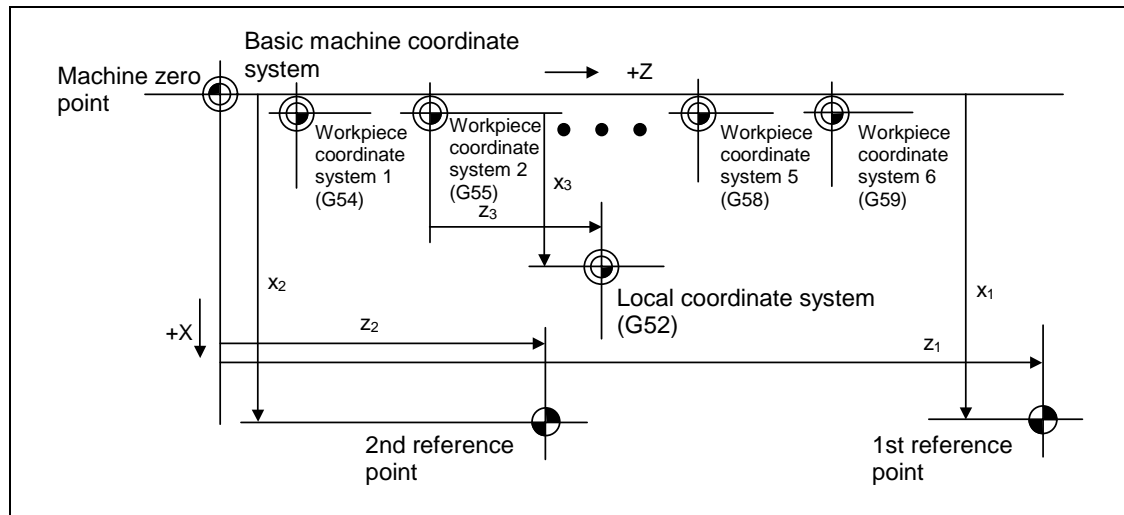 Basic machine coordinate
system
Machine zero
point
+Z
Workpiece
coordinate
system 1
(G54)
Workpiece
coordinate
system 2
(G55)
x3
z3
Workpiece
coordinate
system 5
(G58)
Workpiece
coordinate
system 6
(G59)
x2
Local coordinate system
(G52)
x1
+X
z2
z1
2nd reference
point
1st reference
point